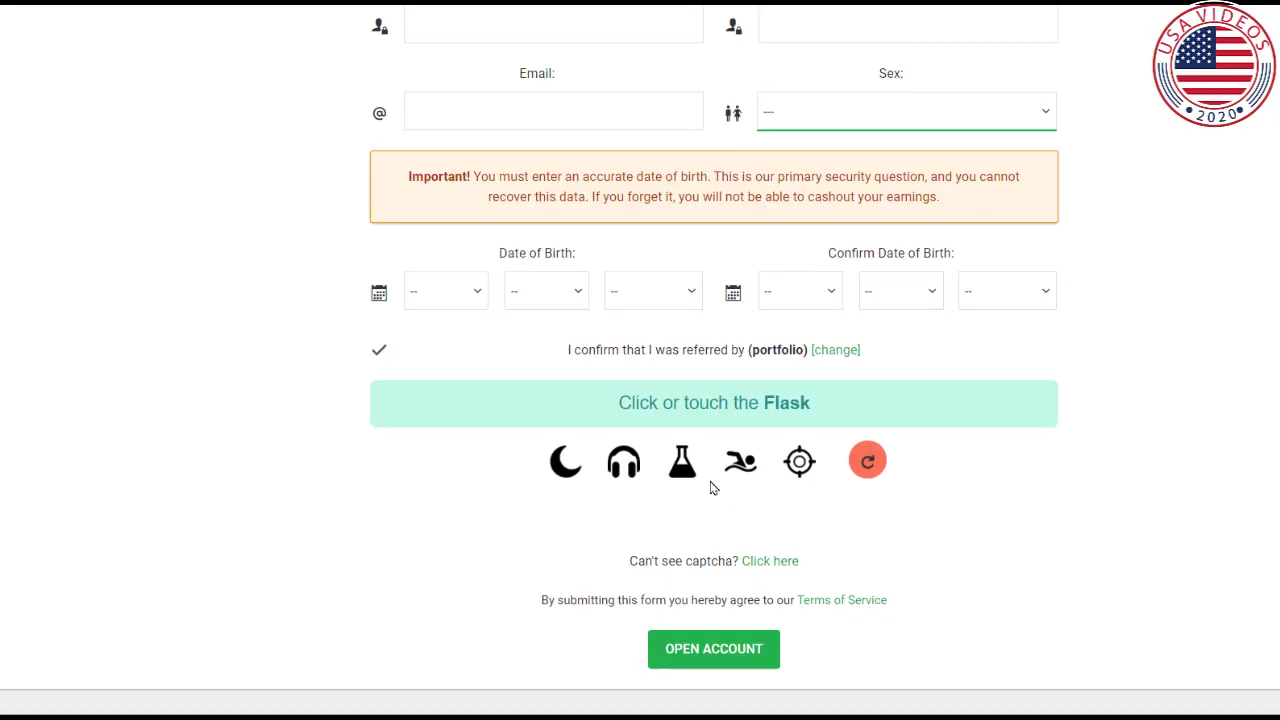 USA VIDEOS
2020
Email:
Sex:
@
---
Important! You must enter an accurate date of birth. This is our primary security question, and you cannot
recover this data. If you forget it, you will not be able to cashout your earnings.
Date of Birth:
Confirm Date of Birth:
--
--
--
--
--
--
I confirm that I was referred by (portfolio) [change]
Click or touch the Flask
Can't see captcha? Click here
By submitting this form you hereby agree to our Terms of Service
OPEN ACCOUNT